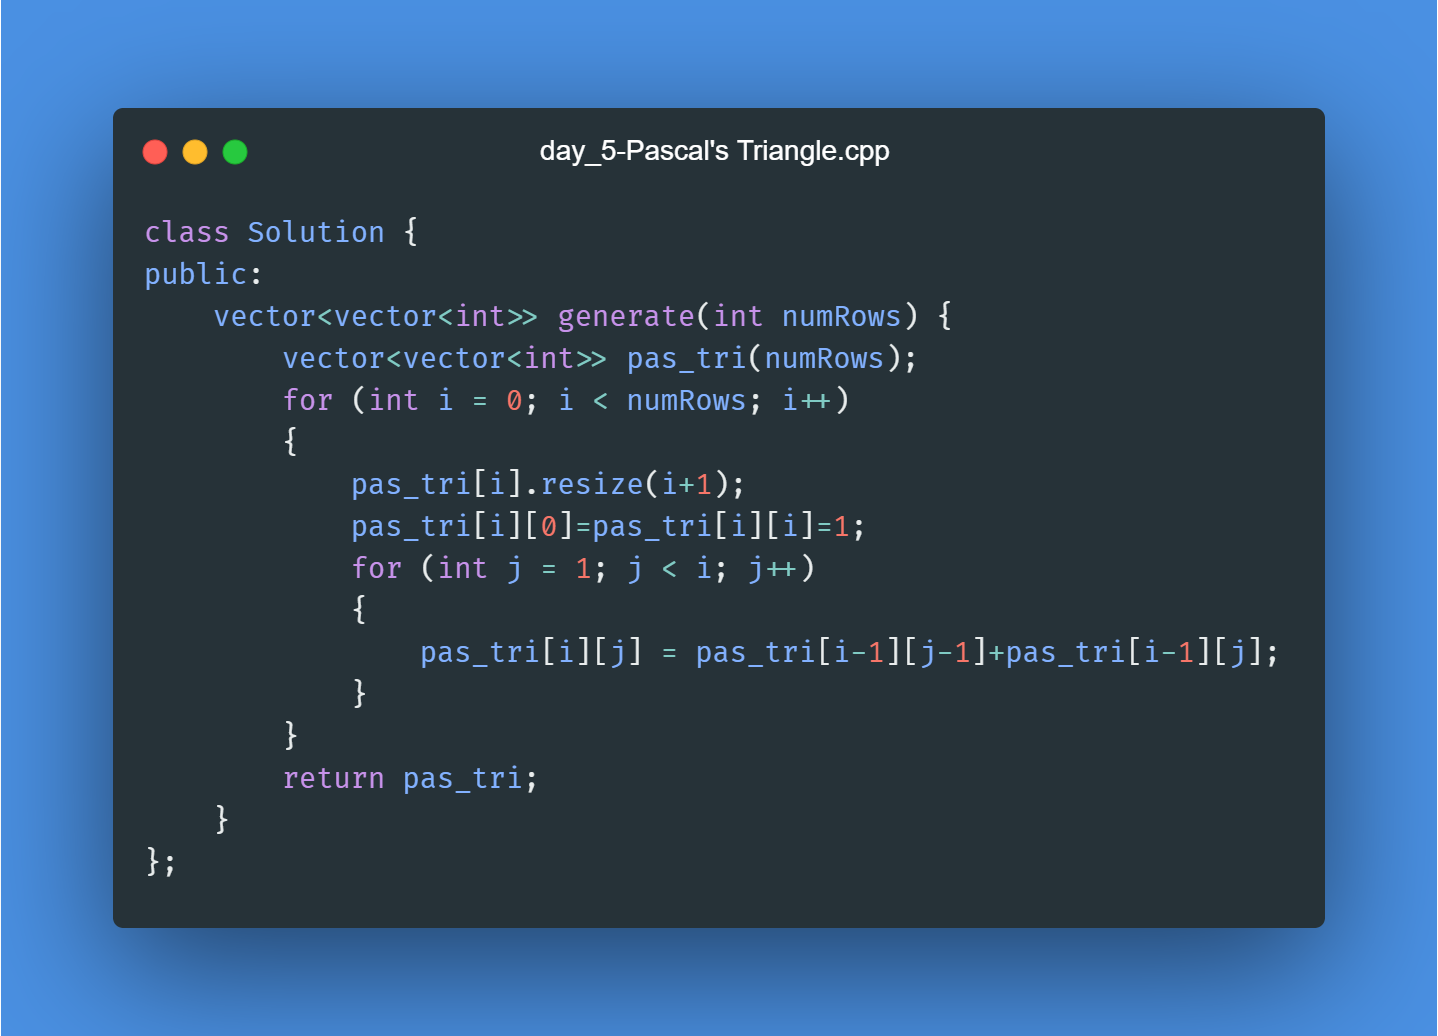 day_5-Pascal's Triangle.cpp
class Solution {
public:
    vector<vector<int>> generate(int numRows) {
        vector<vector<int>> pas_tri(numRows);
        for (int i = 0; i < numRows; i++)
        {
            pas_tri[i].resize(i+1);
            pas_tri[i][0]=pas_tri[i][i]=1;
            for (int j = 1; j < i; j++)
            {
                pas_tri[i][j] = pas_tri[i-1][j-1]+pas_tri[i-1][j];
            }
        }
        return pas_tri;
    }
};